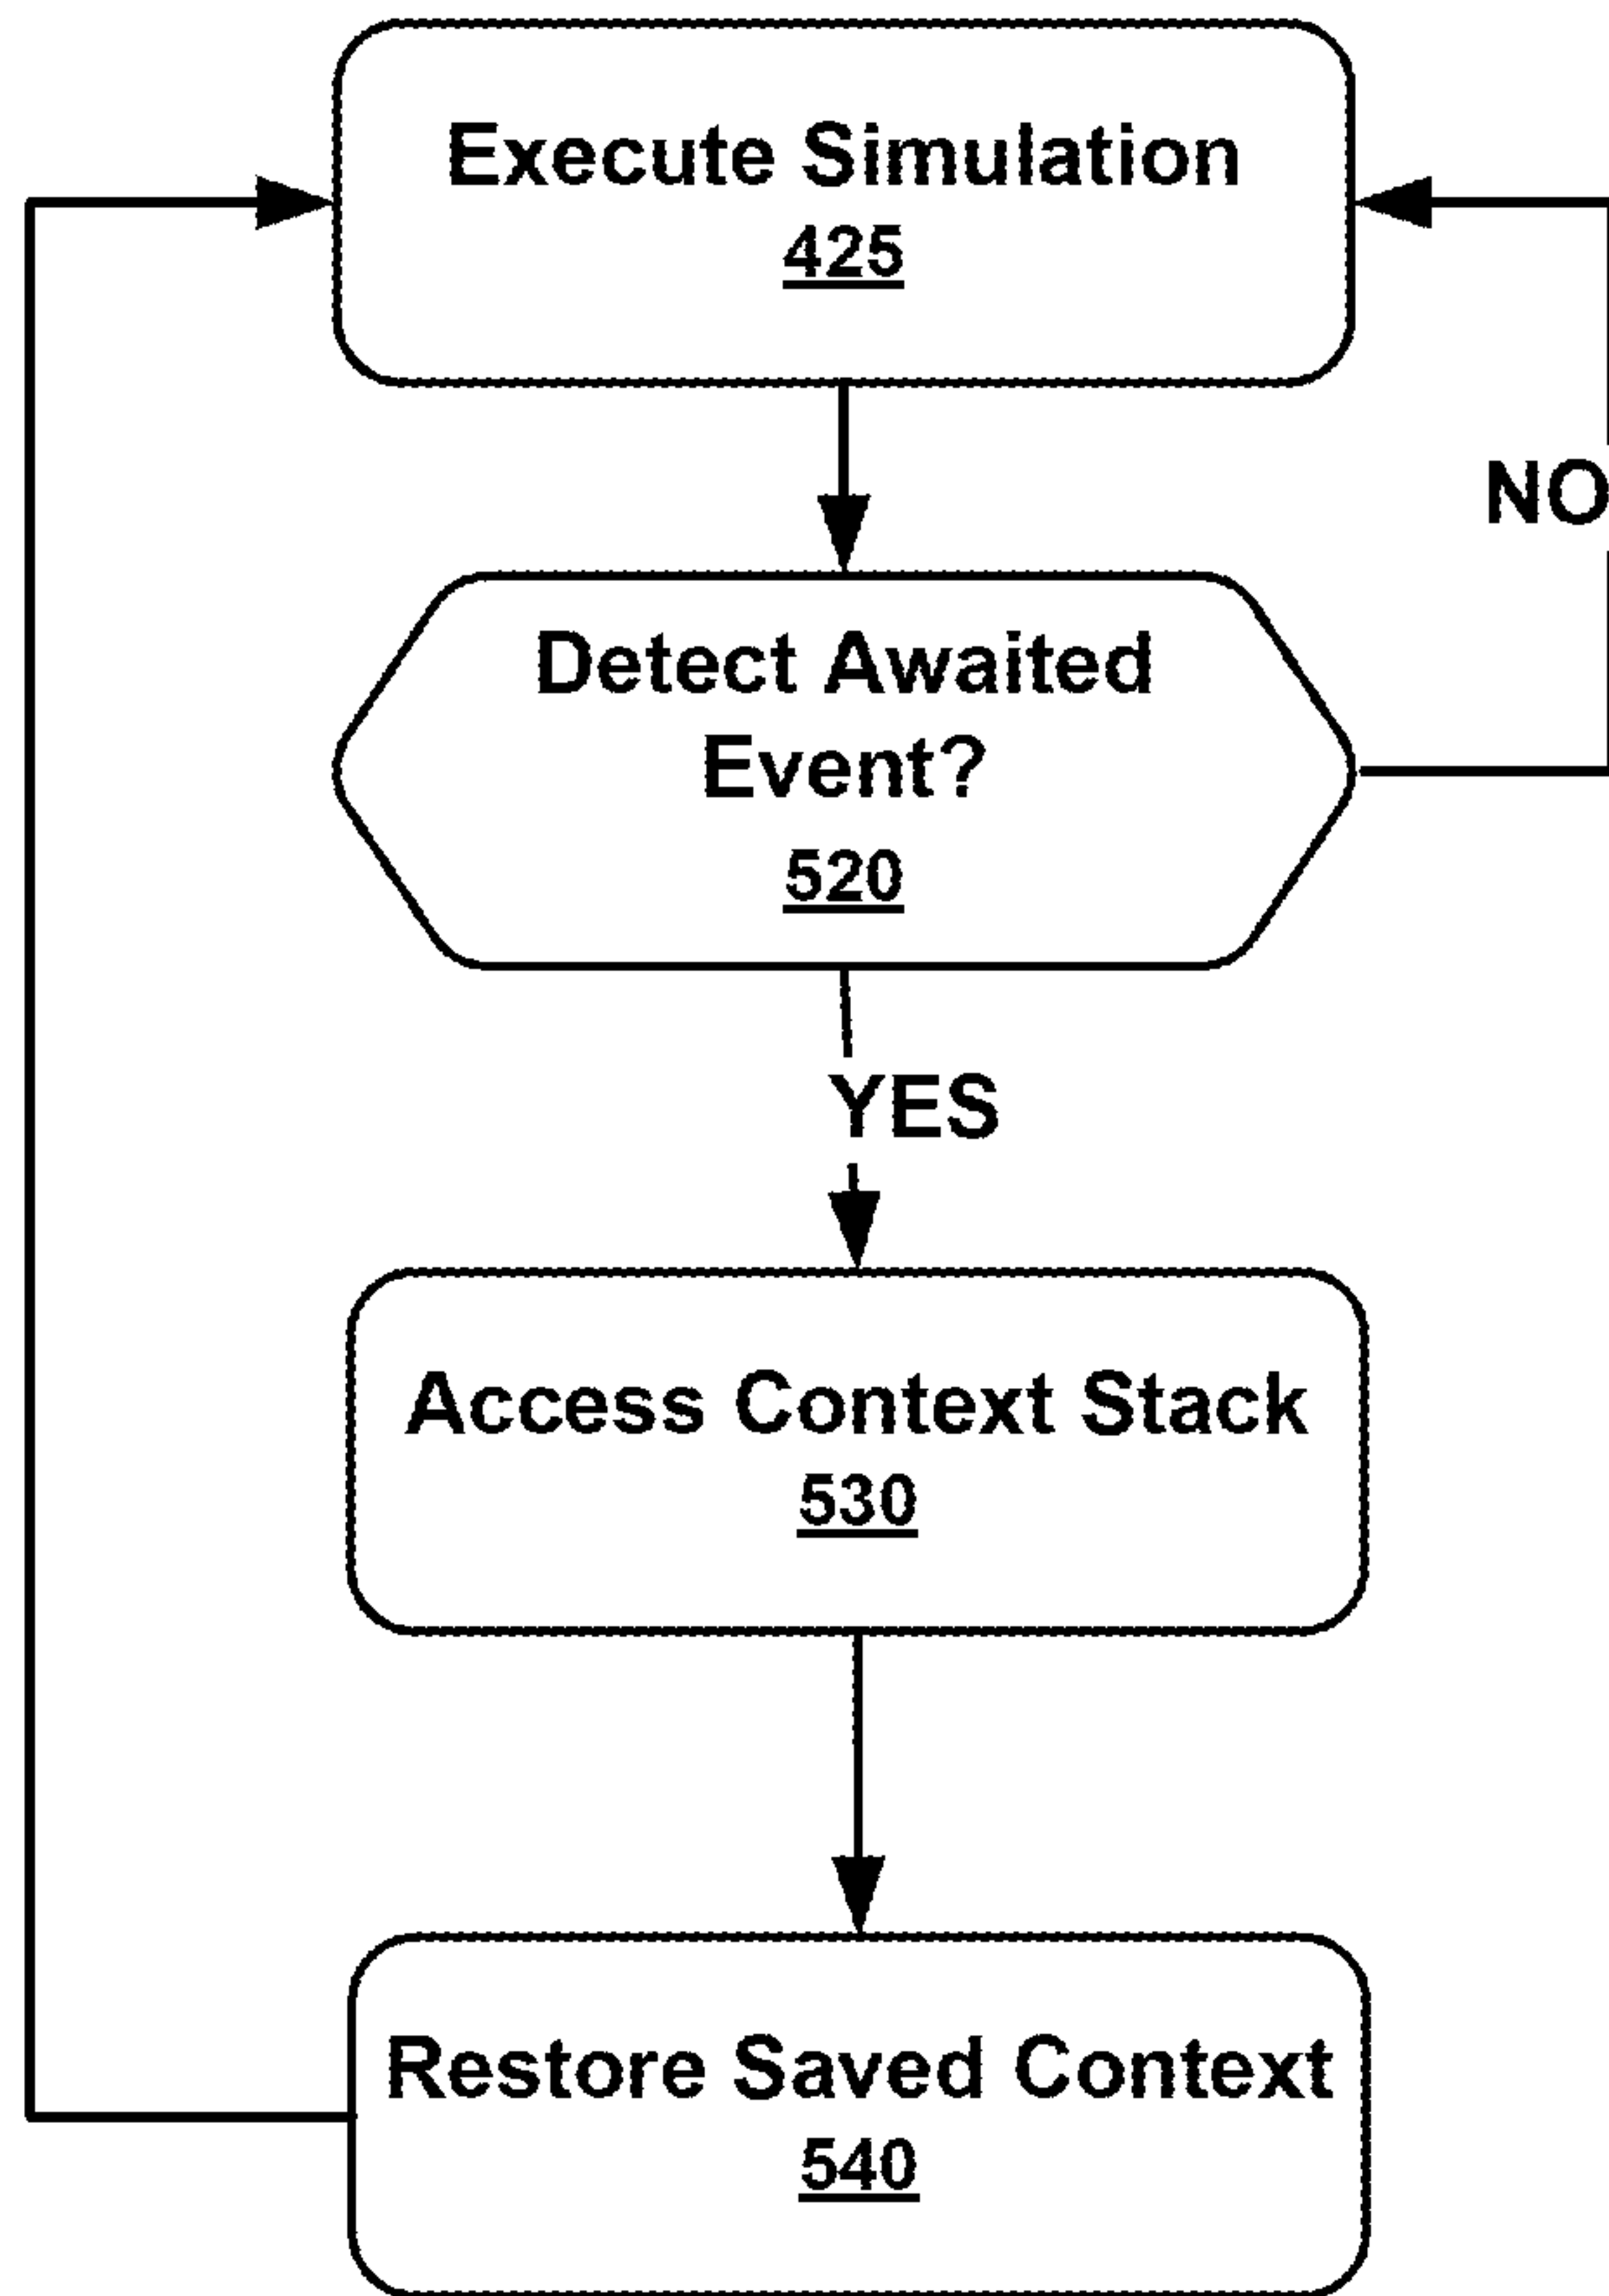 Execute Simulation
425
NO
Detect Awaited
Event?
520
YES
Access Context Stack
530
Restore Saved Context
540